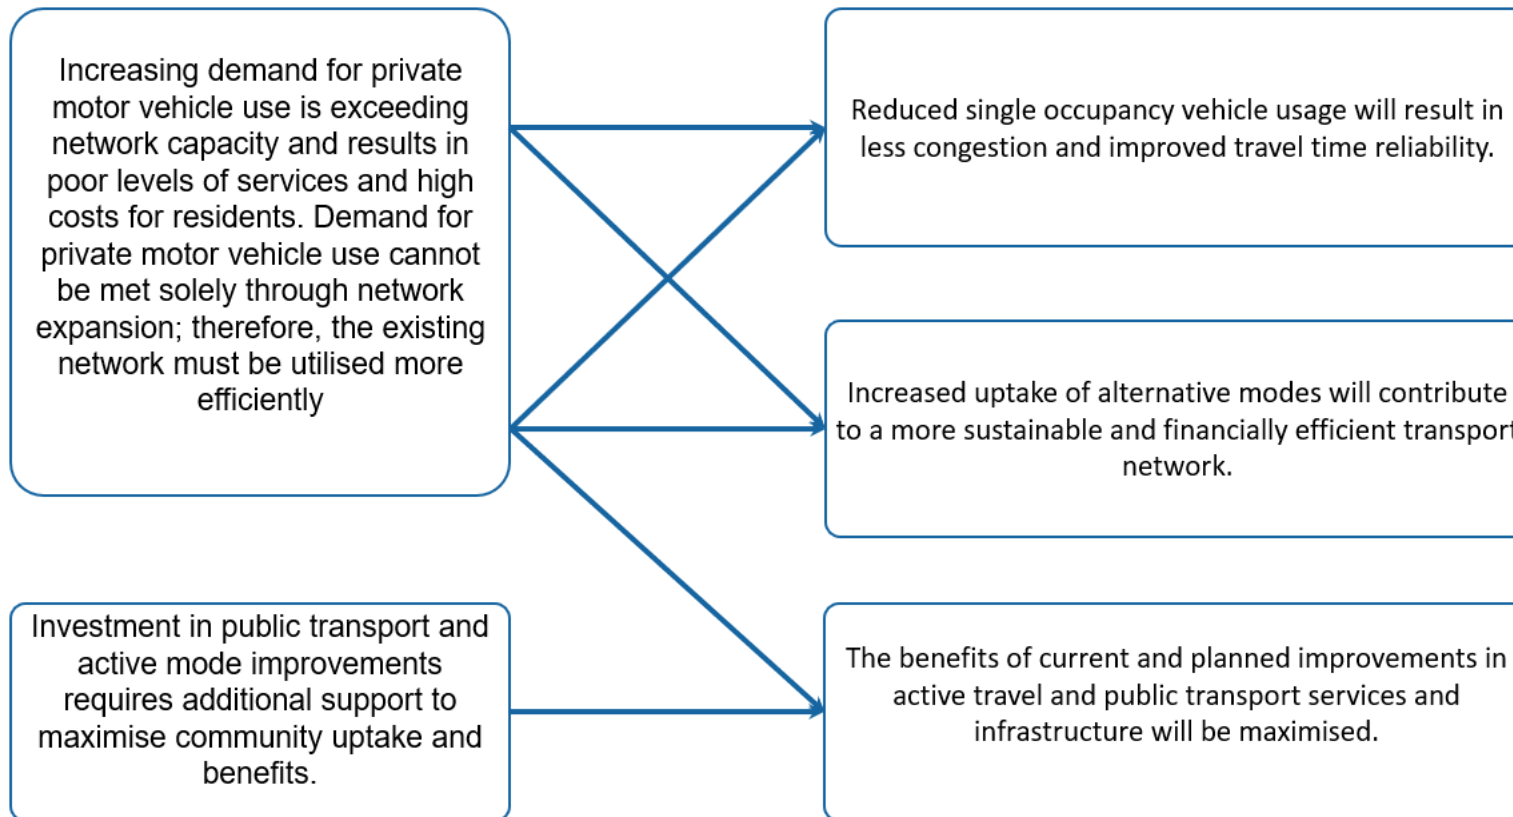 Increasing demand for private
motor vehicle use is exceeding
network capacity and results in
poor levels of services and high
costs for residents. Demand for
private motor vehicle use cannot
be met solely through network
expansion; therefore, the existing
network must be utilised more
efficiently
Investment in public transport and
active mode improvements
requires additional support to
maximise community uptake and
benefits.
Reduced single occupancy vehicle usage will result in
less congestion and improved travel time reliability.
Increased uptake of alternative modes will contribute
to a more sustainable and financially efficient transport
network.
The benefits of current and planned improvements in
active travel and public transport services and
infrastructure will be maximised.